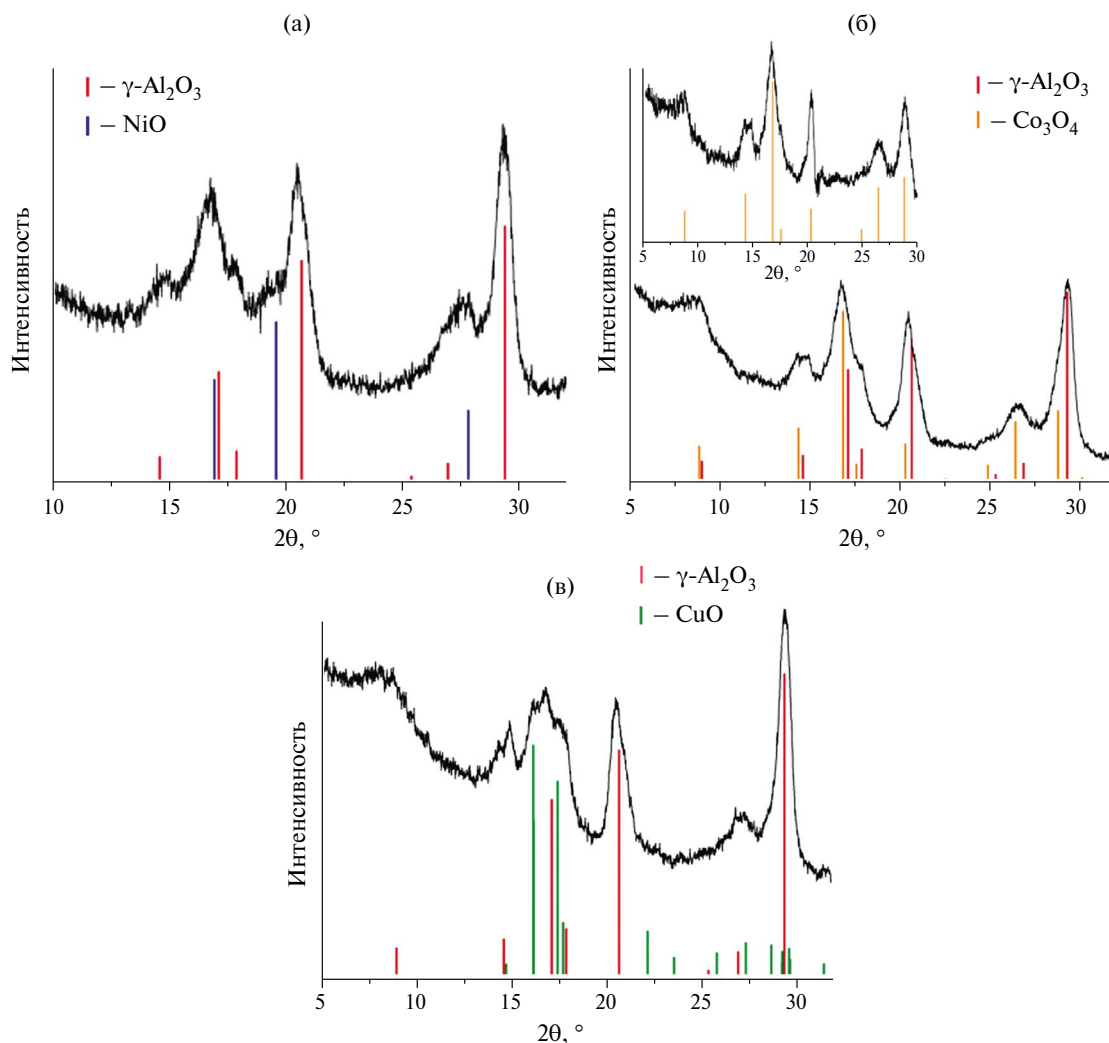 (а)
– γ-Al₂O₃
– NiO
Интенсивность
10 15 20 25 30
2θ, °
(б)
– γ-Al₂O₃
– Co₃O₄
5 10 15 20 25 30
2θ, °
Интенсивность
5 10 15 20 25 30
2θ, °
(в)
– γ-Al₂O₃
– CuO
Интенсивность
5 10 15 20 25 30
2θ, °